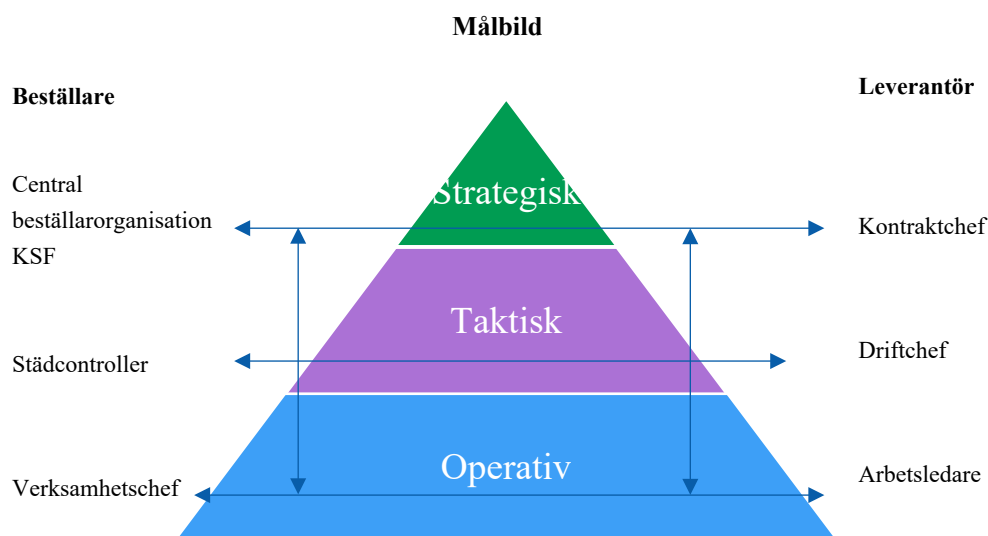 Målbild
Beställare
Leverantör
Central
beställarorganisation
KSF
Strategisk
Kontraktchef
Städcontroller
Taktisk
Driftchef
Verksamhetschef
Operativ
Arbetsledare